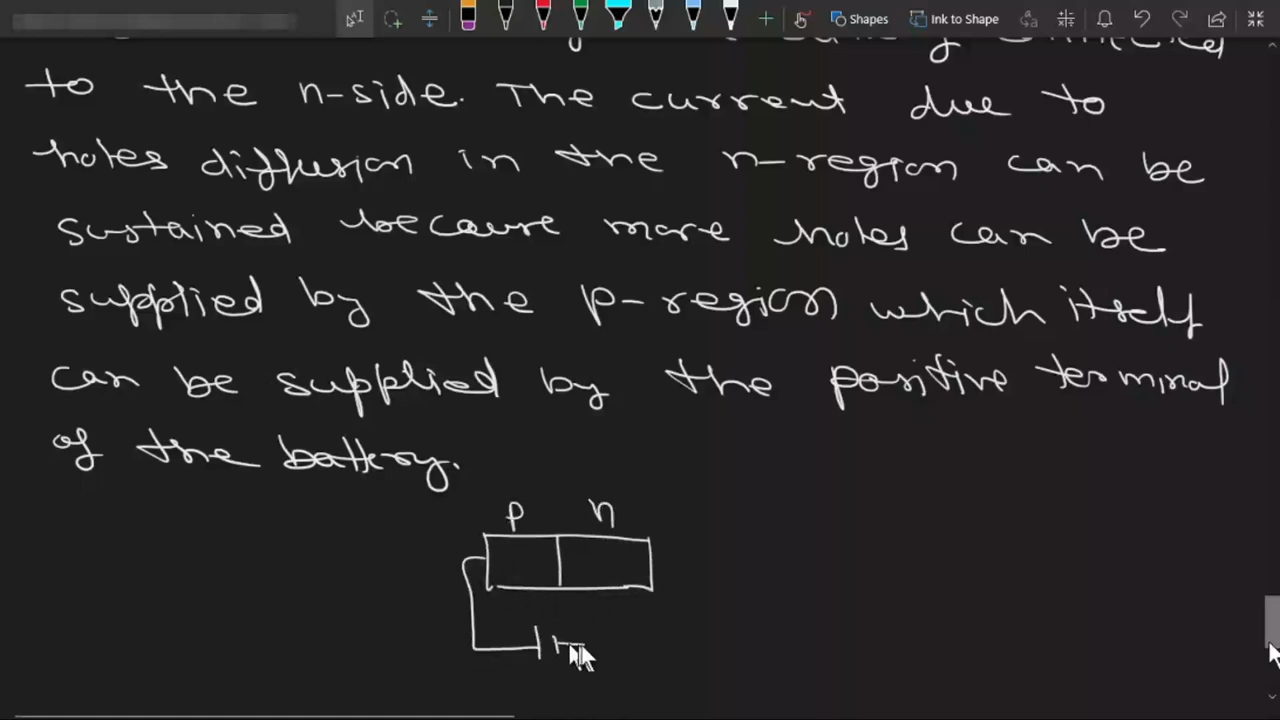 Shapes Ink to Shape
to the n-side. The current due to
holes diffusion in the n-region can be
sustained because more holes can be
supplied by the p-region which itself
can be supplied by the positive terminal
of the battery.
p n